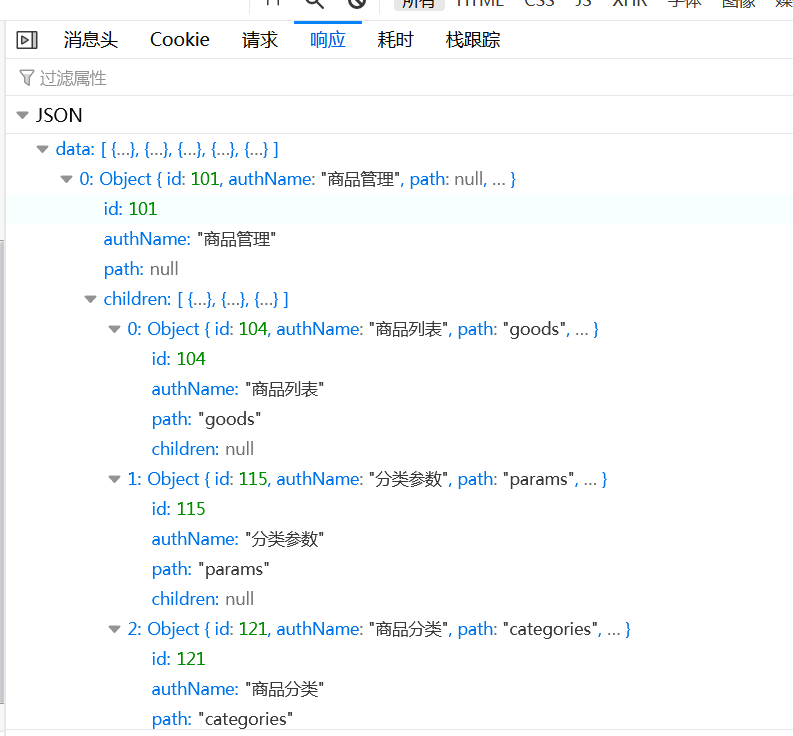 所有 HTML CSS JS XHR 字体 图像 媒
消息头 Cookie 请求 响应 耗时 栈跟踪
过滤属性
JSON
data: [ {…}, {…}, {…}, {…}, {…} ]
0: Object { id: 101, authName: "商品管理", path: null, … }
id: 101
authName: "商品管理"
path: null
children: [ {…}, {…}, {…} ]
0: Object { id: 104, authName: "商品列表", path: "goods", … }
id: 104
authName: "商品列表"
path: "goods"
children: null
1: Object { id: 115, authName: "分类参数", path: "params", … }
id: 115
authName: "分类参数"
path: "params"
children: null
2: Object { id: 121, authName: "商品分类", path: "categories", … }
id: 121
authName: "商品分类"
path: "categories"